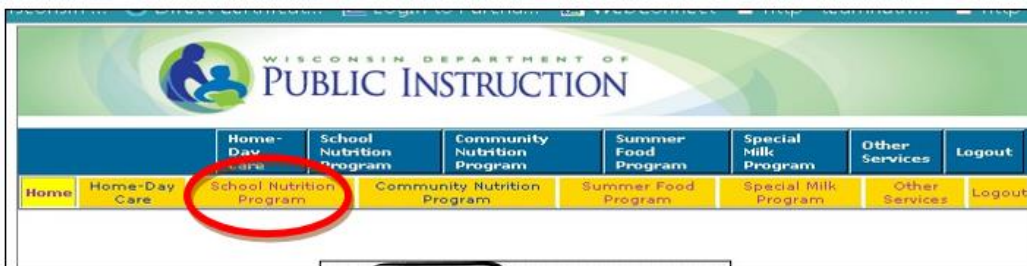 WISCONSIN DEPARTMENT OF
PUBLIC INSTRUCTION
Home-
Day
Care
School
Nutrition
Program
Community
Nutrition
Program
Summer
Food
Program
Special
Milk
Program
Other
Services
Logout
Home
Home-Day
Care
School Nutrition
Program
Community Nutrition
Program
Summer Food
Program
Special Milk
Program
Other
Services
Logout